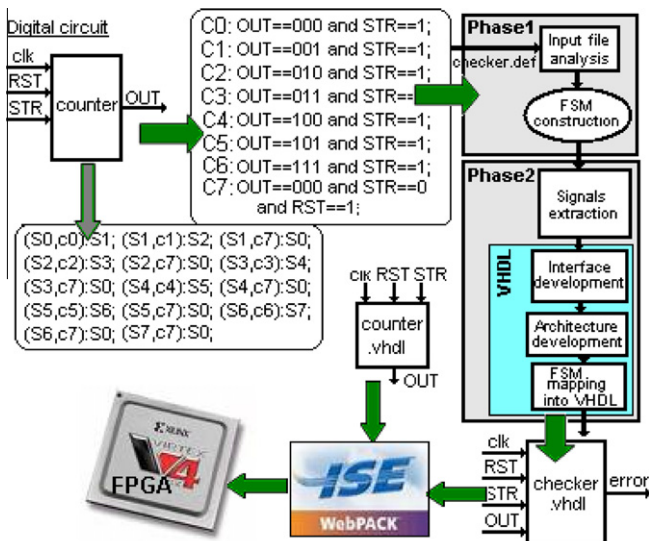 Digital circuit
clk
RST
STR
counter
OUT
C0: OUT==000 and STR==1;
C1: OUT==001 and STR==1;
C2: OUT==010 and STR==1;
C3: OUT==011 and STR==
C4: OUT==100 and STR==1;
C5: OUT==101 and STR==1;
C6: OUT==111 and STR==1;
C7: OUT==000 and STR==0
and RST==1;
checker.def
Phase1
Input file
analysis
FSM
construction
Phase2
Signals
extraction
VHDL
Interface
development
Architecture
development
FSM
mapping
into VHDL
(S0,c0):S1; (S1,c1):S2; (S1,c7):S0;
(S2,c2):S3; (S2,c7):S0; (S3,c3):S4;
(S3,c7):S0; (S4,c4):S5; (S4,c7):S0;
(S5,c5):S6; (S5,c7):S0; (S6,c6):S7;
(S6,c7):S0; (S7,c7):S0;
clk RST STR
counter
.vhdl
OUT
XILINX
VIRTEX
4
FPGA
ISE
WebPACK
clk
RST
STR
OUT
checker
.vhdl
error